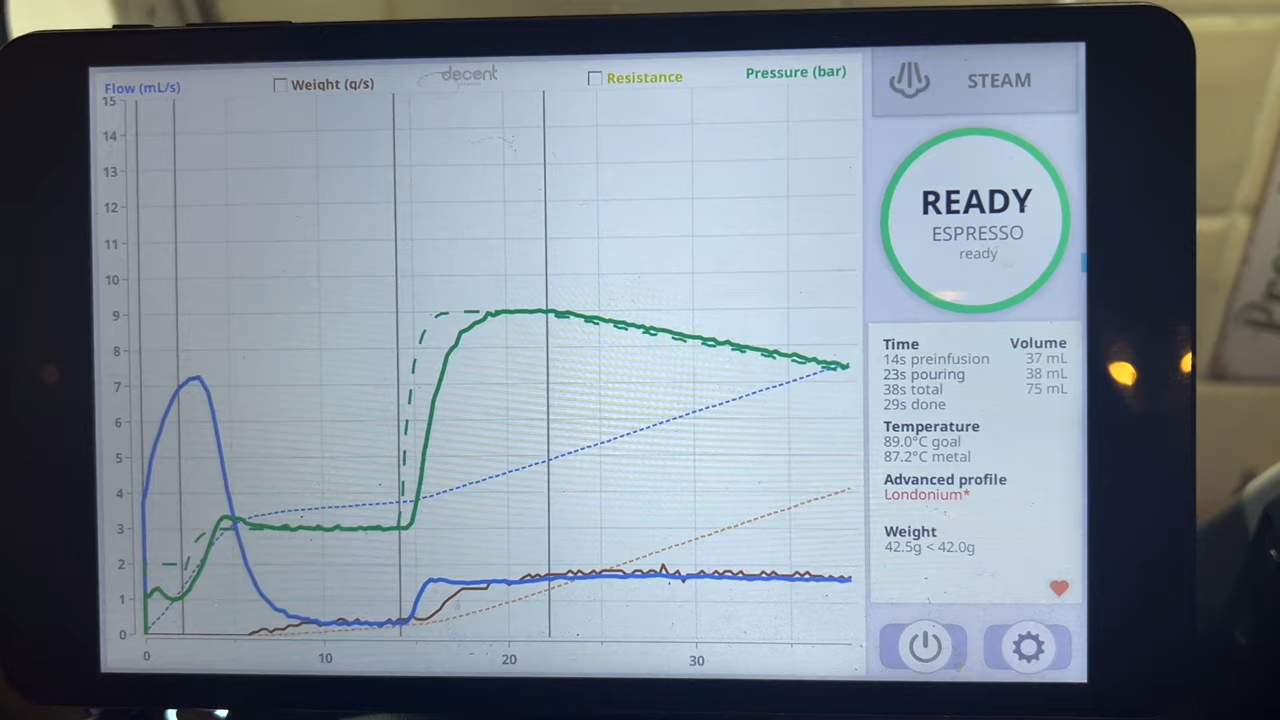 Flow (mL/s)
Weight (g/s)
decent
Resistance
Pressure (bar)
15
14
13
12
11
10
9
8
7
6
5
4
3
2
1
0
0
10
20
30
STEAM
READY
ESPRESSO
ready
Time Volume
14s preinfusion 37 mL
23s pouring 38 mL
38s total 75 mL
29s done
Temperature
89.0°C goal
87.2°C metal
Advanced profile
Londonium*
Weight
42.5g < 42.0g